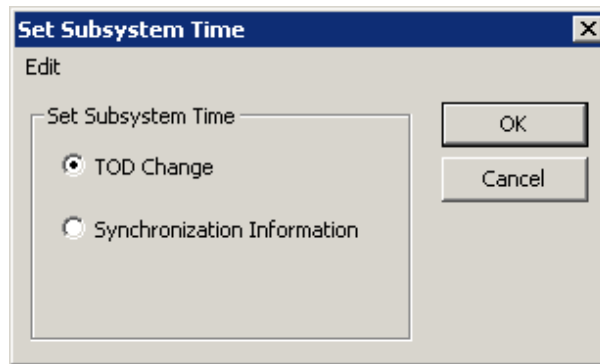 Set Subsystem Time
Edit
Set Subsystem Time
TOD Change
Synchronization Information
OK
Cancel